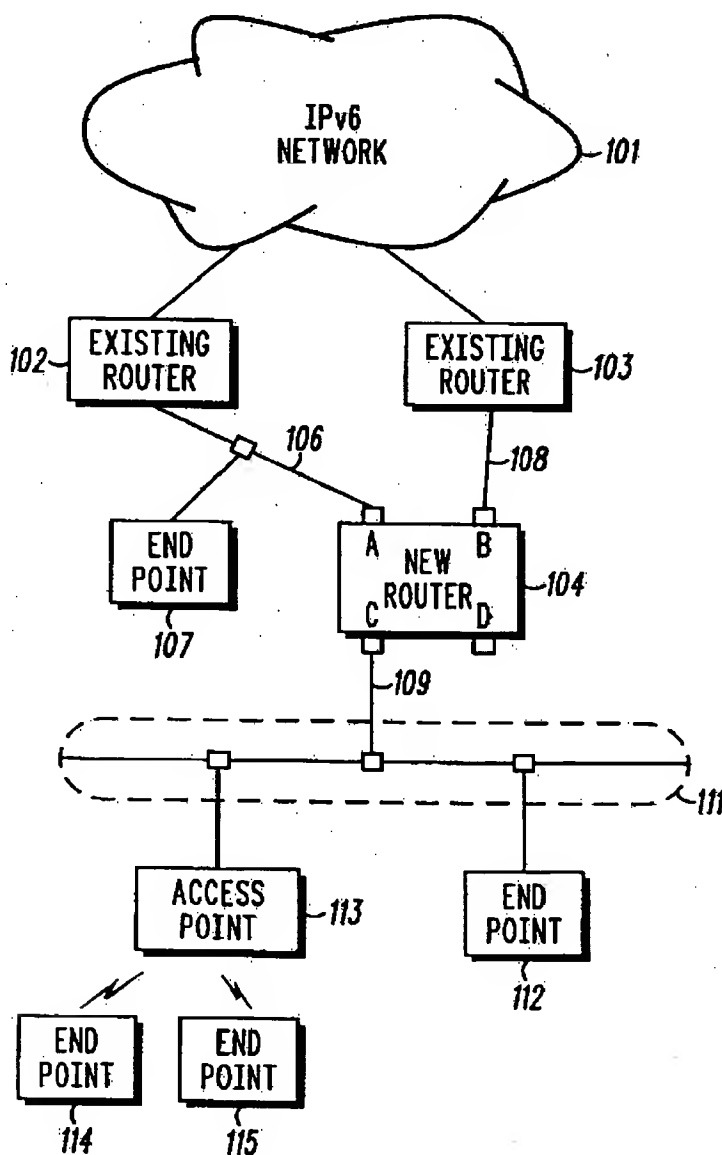 IPv6
NETWORK
101
EXISTING
ROUTER
102
EXISTING
ROUTER
103
106
108
END
POINT
107
A
B
NEW
ROUTER
C
D
104
109
111
ACCESS
POINT
113
END
POINT
112
END
POINT
114
END
POINT
115